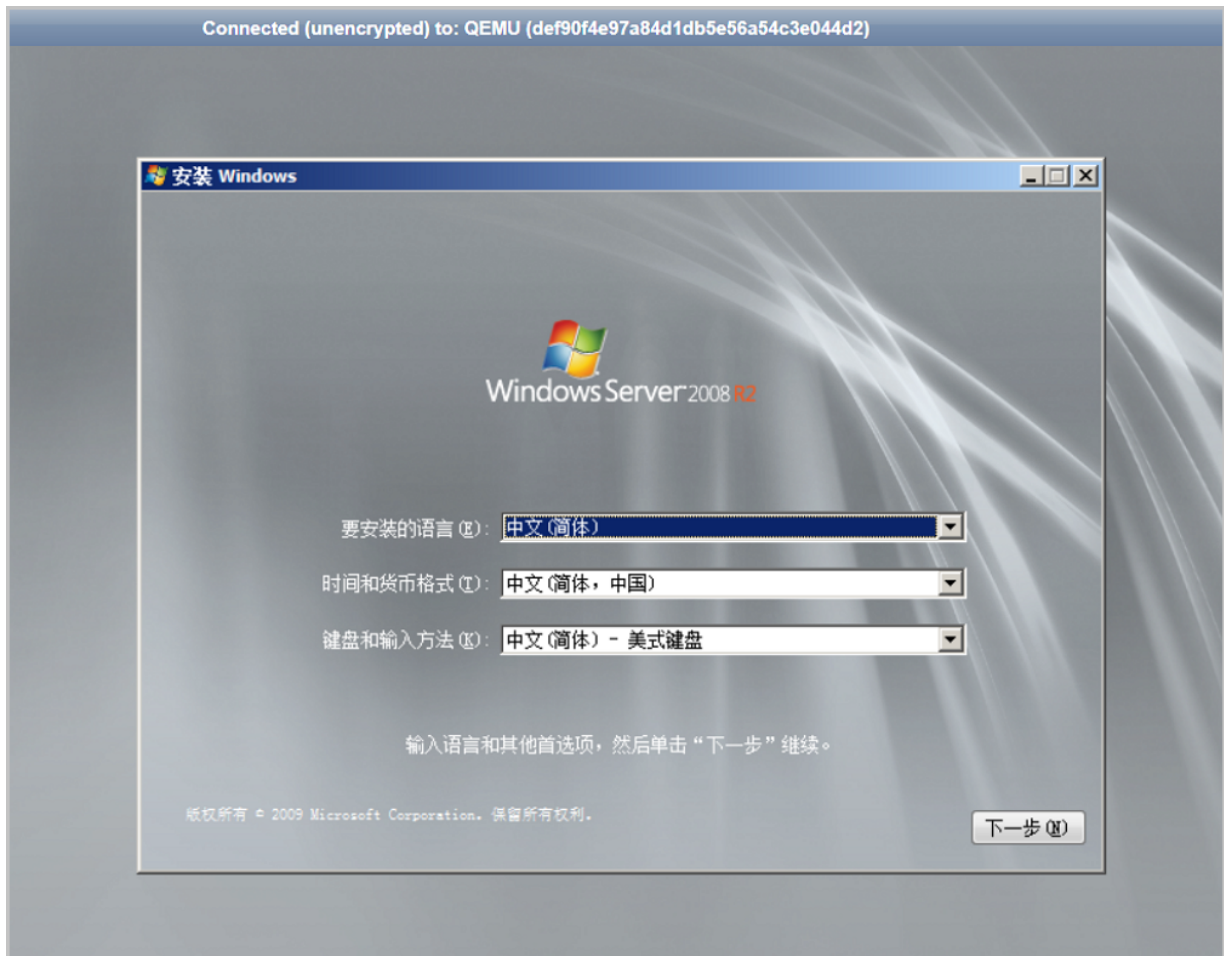 Connected (unencrypted) to: QEMU (def90f4e97a84d1db5e56a54c3e044d2)
安装 Windows
Windows Server 2008 R2
要安装的语言(E): 中文(简体)
时间和货币格式(T): 中文(简体，中国)
键盘和输入方法(K): 中文(简体) - 美式键盘
输入语言和其他首选项，然后单击“下一步”继续。
版权所有 © 2009 Microsoft Corporation。保留所有权利。
下一步(N)